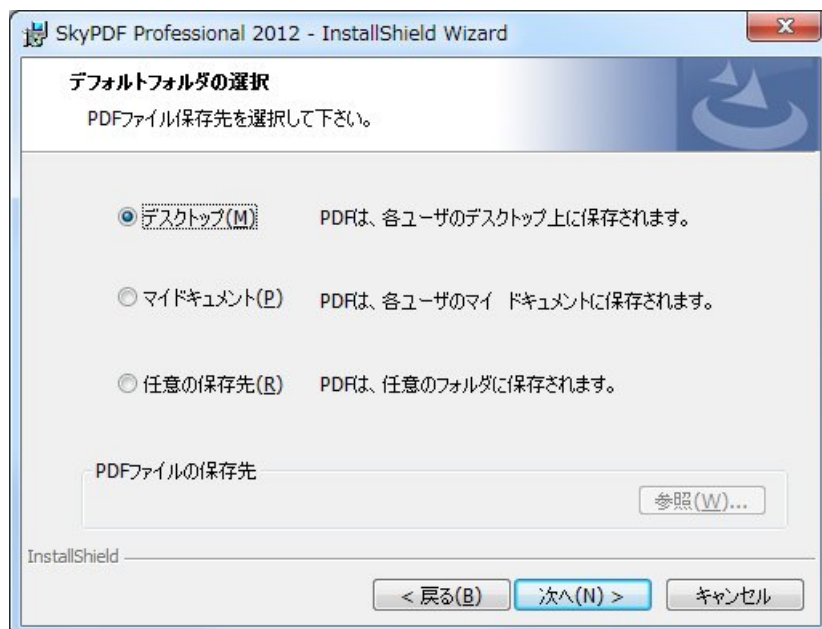 SkyPDF Professional 2012 - InstallShield Wizard
デフォルトフォルダの選択
PDFファイル保存先を選択して下さい。
デスクトップ(M) PDFは、各ユーザのデスクトップ上に保存されます。
マイドキュメント(P) PDFは、各ユーザのマイ ドキュメントに保存されます。
任意の保存先(R) PDFは、任意のフォルダに保存されます。
PDFファイルの保存先
参照(W)...
InstallShield
< 戻る(B) 次へ(N) > キャンセル